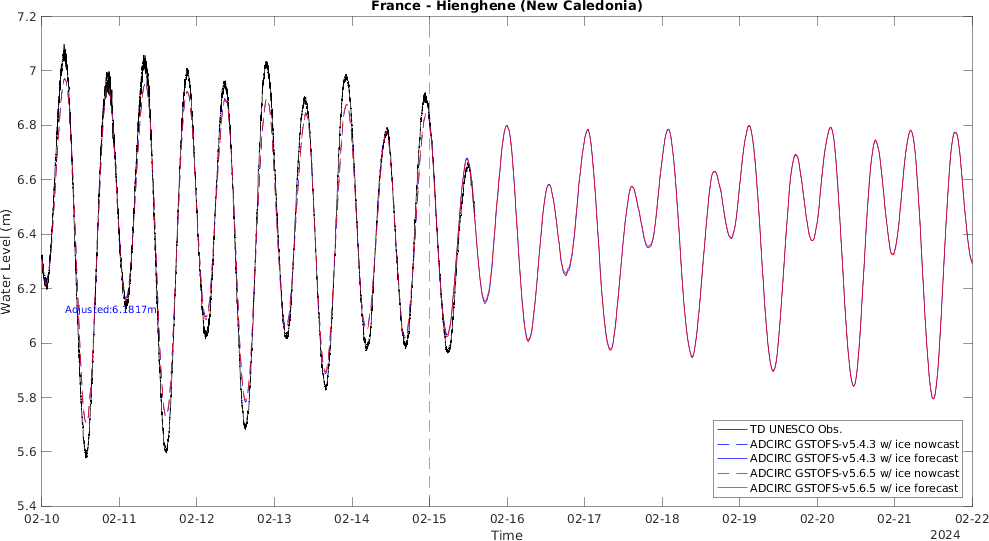 France - Hienghene (New Caledonia)
7.2
7
6.8
6.6
6.4
6.2
6
5.8
5.6
5.4
Water Level (m)
Adjusted:6.1817m
TD UNESCO Obs.
ADCIRC GSTOFS-v5.4.3 w/ ice nowcast
ADCIRC GSTOFS-v5.4.3 w/ ice forecast
ADCIRC GSTOFS-v5.6.5 w/ ice nowcast
ADCIRC GSTOFS-v5.6.5 w/ ice forecast
02-10 02-11 02-12 02-13 02-14 02-15 02-16 02-17 02-18 02-19 02-20 02-21 02-22
Time
2024